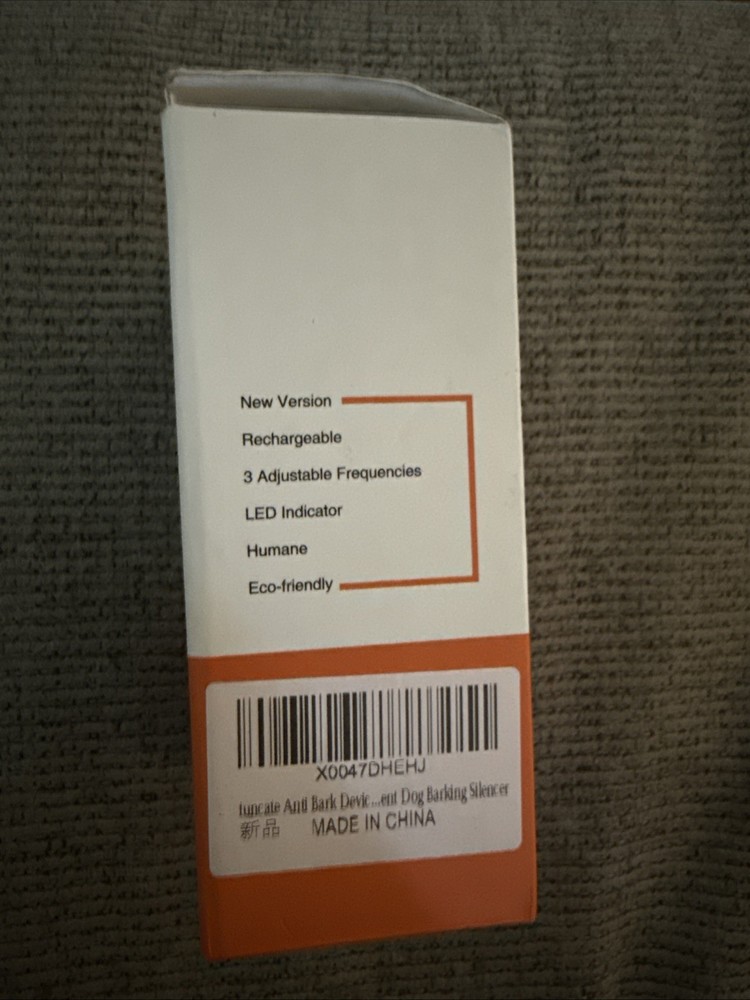 New Version
Rechargeable
3 Adjustable Frequencies
LED Indicator
Humane
Eco-friendly
X0047DHEHJ
tuncate Anti Bark Devic...ent Dog Barking Silencer
新品 MADE IN CHINA